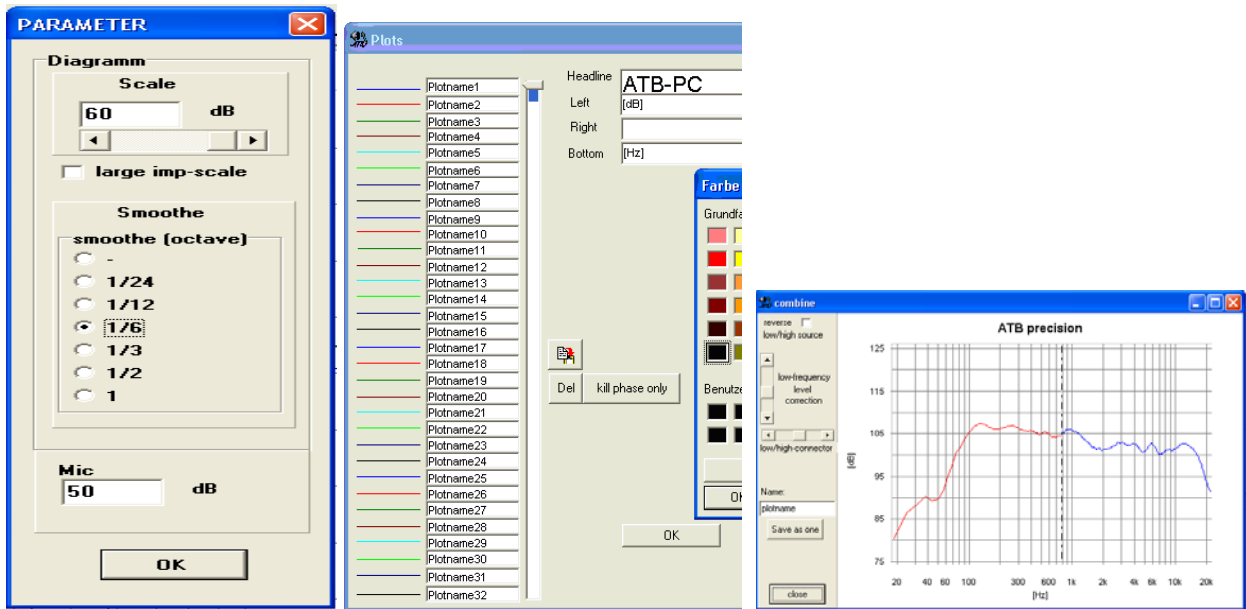 PARAMETER
Diagramm
Scale
60 dB
large imp-scale
Smoothe
smoothe (octave)
-
1/24
1/12
1/6
1/3
1/2
1
Mic
50 dB
OK
Plots
Plotname1
Plotname2
Plotname3
Plotname4
Plotname5
Plotname6
Plotname7
Plotname8
Plotname9
Plotname10
Plotname11
Plotname12
Plotname13
Plotname14
Plotname15
Plotname16
Plotname17
Plotname18
Plotname19
Plotname20
Plotname21
Plotname22
Plotname23
Plotname24
Plotname25
Plotname26
Plotname27
Plotname28
Plotname29
Plotname30
Plotname31
Plotname32
Headline ATB-PC
Left [dB]
Right
Bottom [Hz]
Del kill phase only
OK
Farbe
Grundfa
Benutze
OK
combine
reverse
low/high source
low-frequency
level
correction
low/high-connector
Name:
plotname
Save as one
close
ATB precision
125
115
105
95
85
75
[dB]
20 40 60 100 300 600 1k 2k 4k 6k 10k 20k
[Hz]